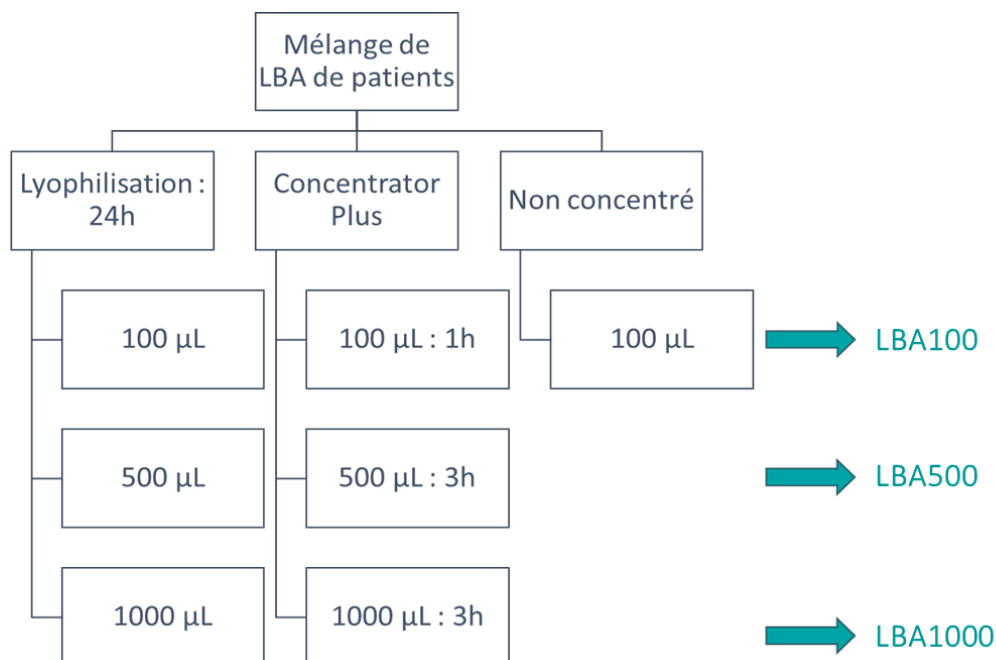 Mélange de
LBA de patients
Lyophilisation :
24h
Concentrator
Plus
Non concentré
100 µL
100 µL : 1h
100 µL
LBA100
500 µL
500 µL : 3h
LBA500
1000 µL
1000 µL : 3h
LBA1000